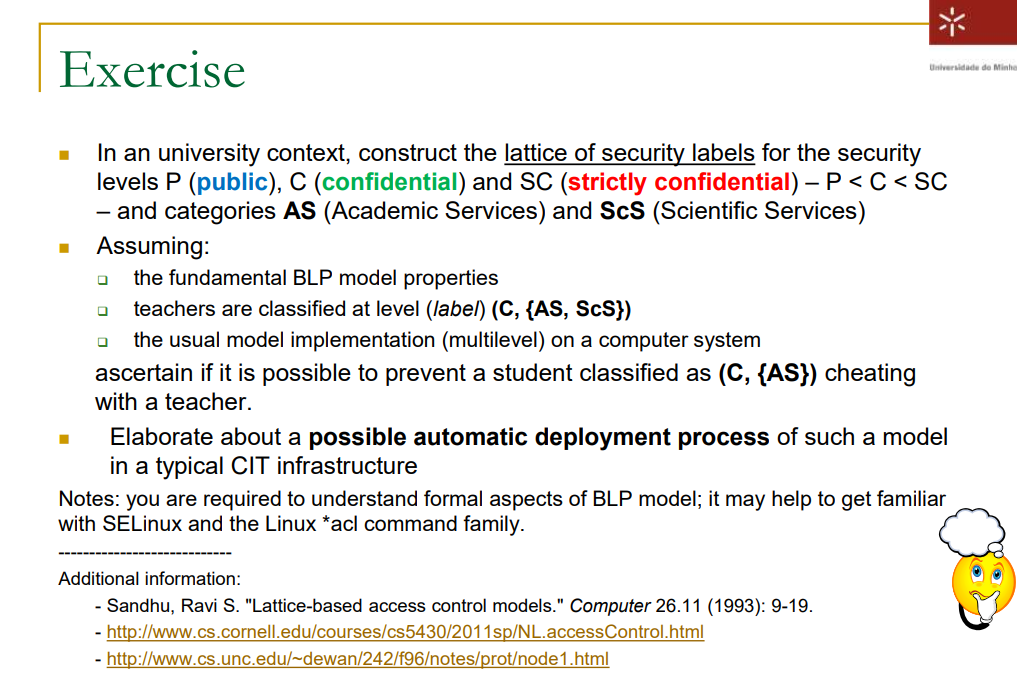 Universidade do Minho
Exercise
In an university context, construct the lattice of security labels for the security
levels P (public), C (confidential) and SC (strictly confidential) – P < C < SC
– and categories AS (Academic Services) and ScS (Scientific Services)
Assuming:
the fundamental BLP model properties
teachers are classified at level (label) (C, {AS, ScS})
the usual model implementation (multilevel) on a computer system
ascertain if it is possible to prevent a student classified as (C, {AS}) cheating
with a teacher.
Elaborate about a possible automatic deployment process of such a model
in a typical CIT infrastructure
Notes: you are required to understand formal aspects of BLP model; it may help to get familiar
with SELinux and the Linux *acl command family.
----------------------------
Additional information:
- Sandhu, Ravi S. "Lattice-based access control models." Computer 26.11 (1993): 9-19.
- http://www.cs.cornell.edu/courses/cs5430/2011sp/NL.accessControl.html
- http://www.cs.unc.edu/~dewan/242/f96/notes/prot/node1.html